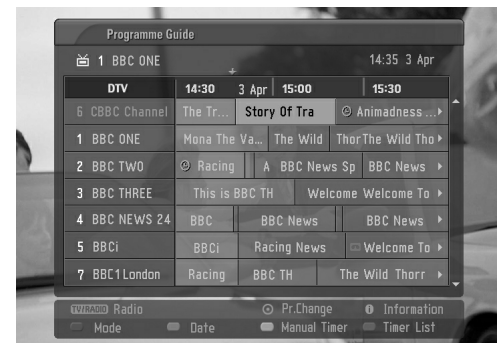 Programme Guide
1 BBC ONE 14:35 3 Apr
DTV 14:30 3 Apr 15:00 15:30
6 CBBC Channel The Tr... Story Of Tra Animadness ...
1 BBC ONE Mona The Va... The Wild ThorThe Wild Tho
2 BBC TWO Racing A BBC News Sp BBC News
3 BBC THREE This is BBC TH Welcome Welcome To
4 BBC NEWS 24 BBC BBC News BBC News
5 BBCi BBCi Racing News Welcome To
7 BBC1London Racing BBC TH The Wild Thorr
TV/RADIO Radio Pr.Change Information
Mode Date Manual Timer Timer List